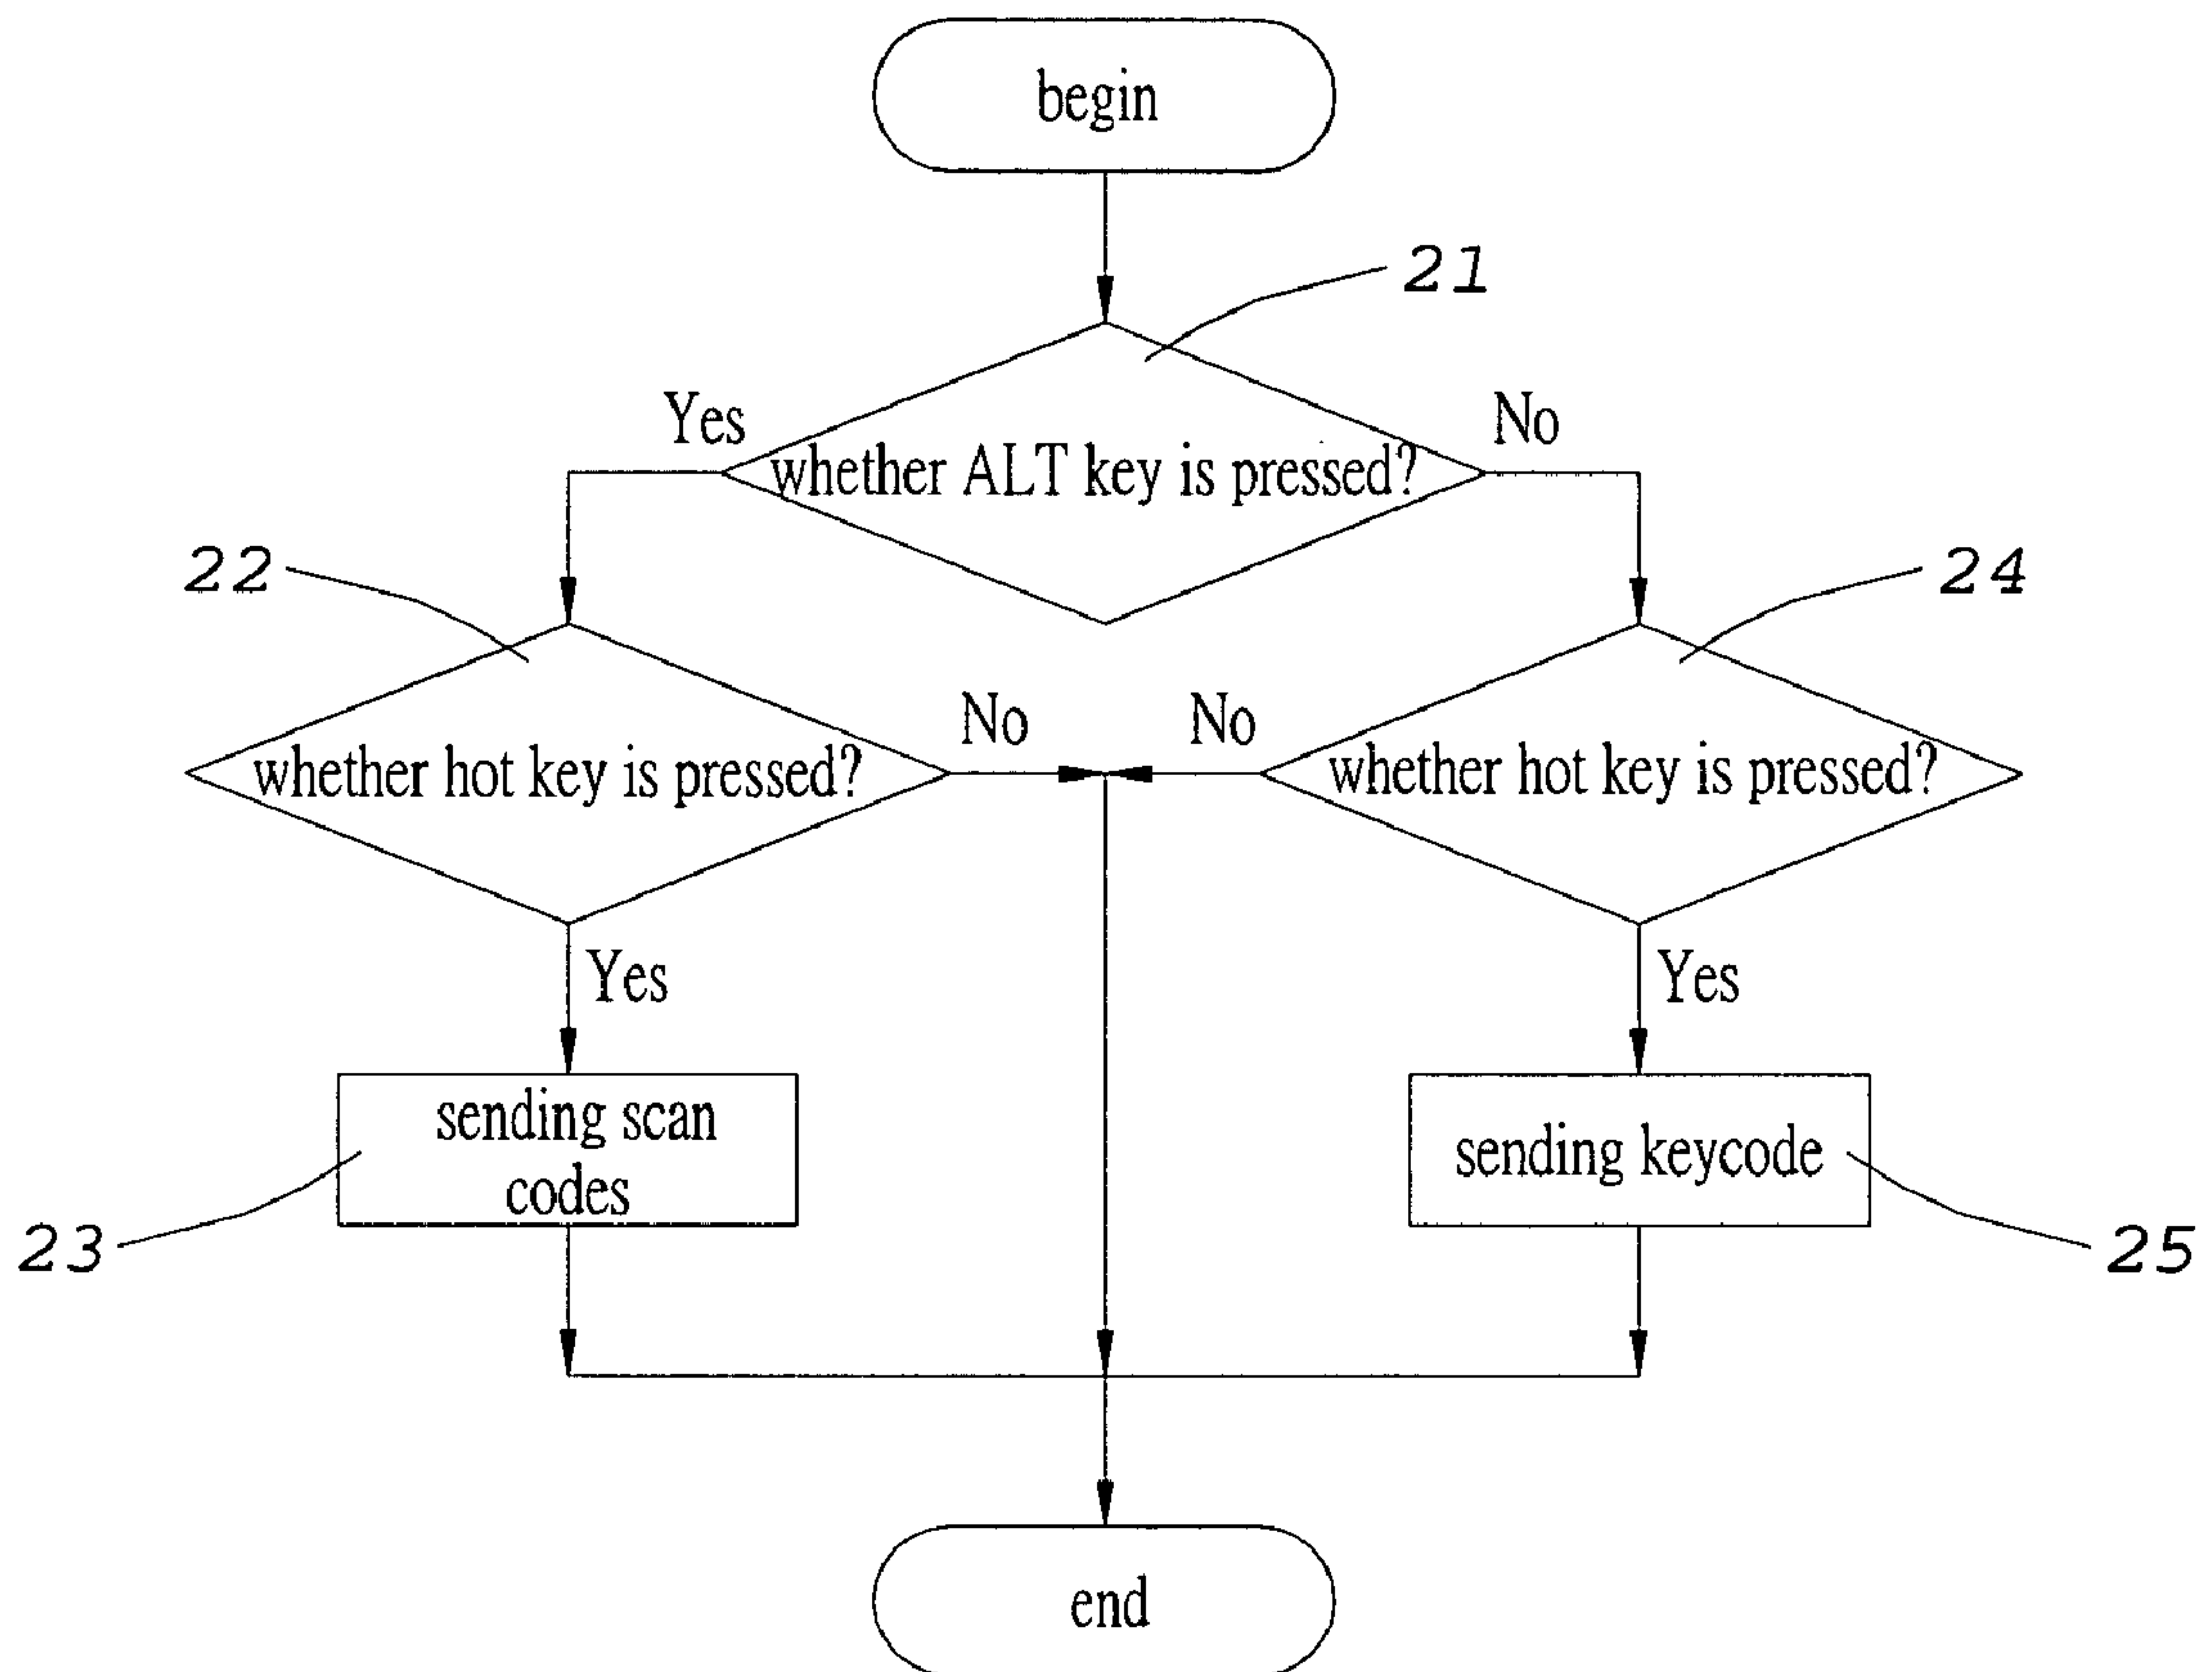 begin
21
Yes
No
whether ALT key is pressed?
22
24
No
No
whether hot key is pressed?
whether hot key is pressed?
Yes
Yes
sending scan
codes
sending keycode
23
25
end